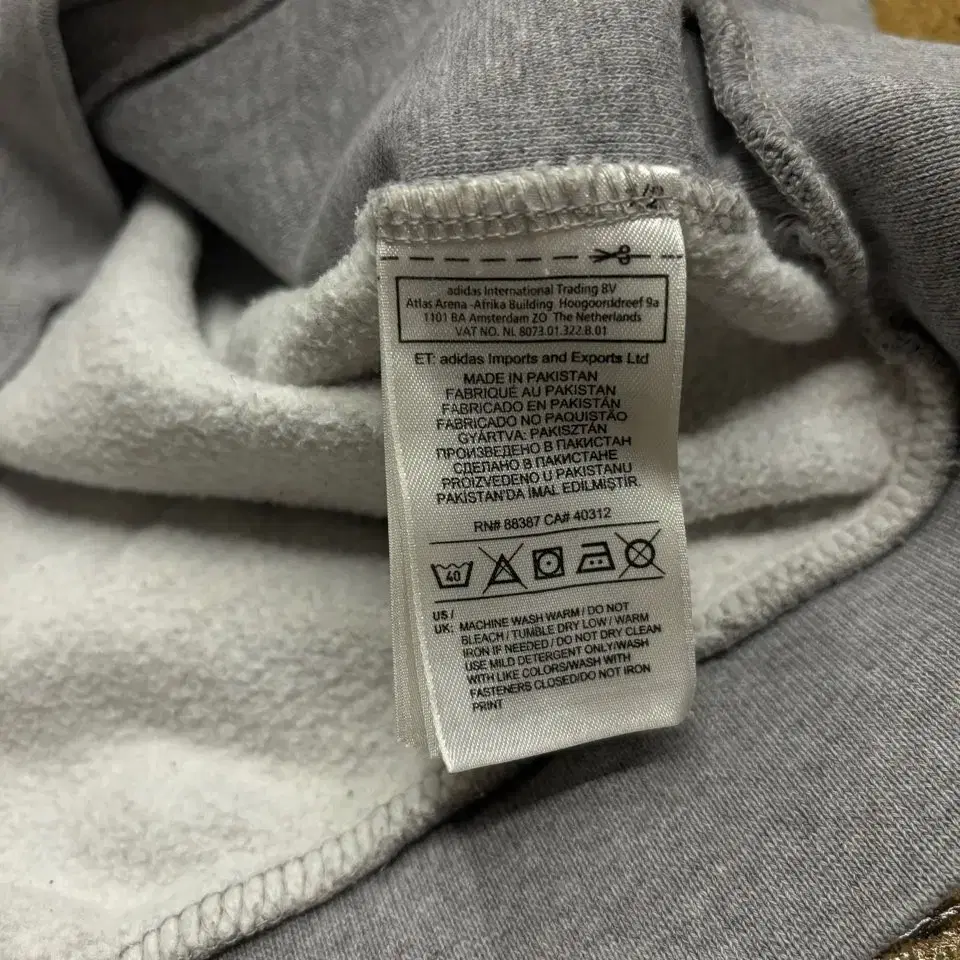 adidas International Trading BV
Atlas Arena -Afrika Building Hoogoorddreef 9a
1101 BA Amsterdam ZO The Netherlands
VAT NO. NL 8073.01.322.B.01
ET: adidas Imports and Exports Ltd
MADE IN PAKISTAN
FABRIQUÉ AU PAKISTAN
FABRICADO EN PAKISTÁN
FABRICADO NO PAQUISTÃO
GYÁRTVA: PAKISZTÁN
ПРОИЗВЕДЕНО В ПАКИСТАН
СДЕЛАНО В ПАКИСТАНЕ
PROIZVEDENO U PAKISTANU
PAKİSTAN'DA İMAL EDİLMİŞTİR.
RN# 88387 CA# 40312
40
US /
UK: MACHINE WASH WARM / DO NOT
BLEACH / TUMBLE DRY LOW / WARM
IRON IF NEEDED / DO NOT DRY CLEAN
USE MILD DETERGENT ONLY/WASH
WITH LIKE COLORS/WASH WITH
FASTENERS CLOSED/DO NOT IRON
PRINT